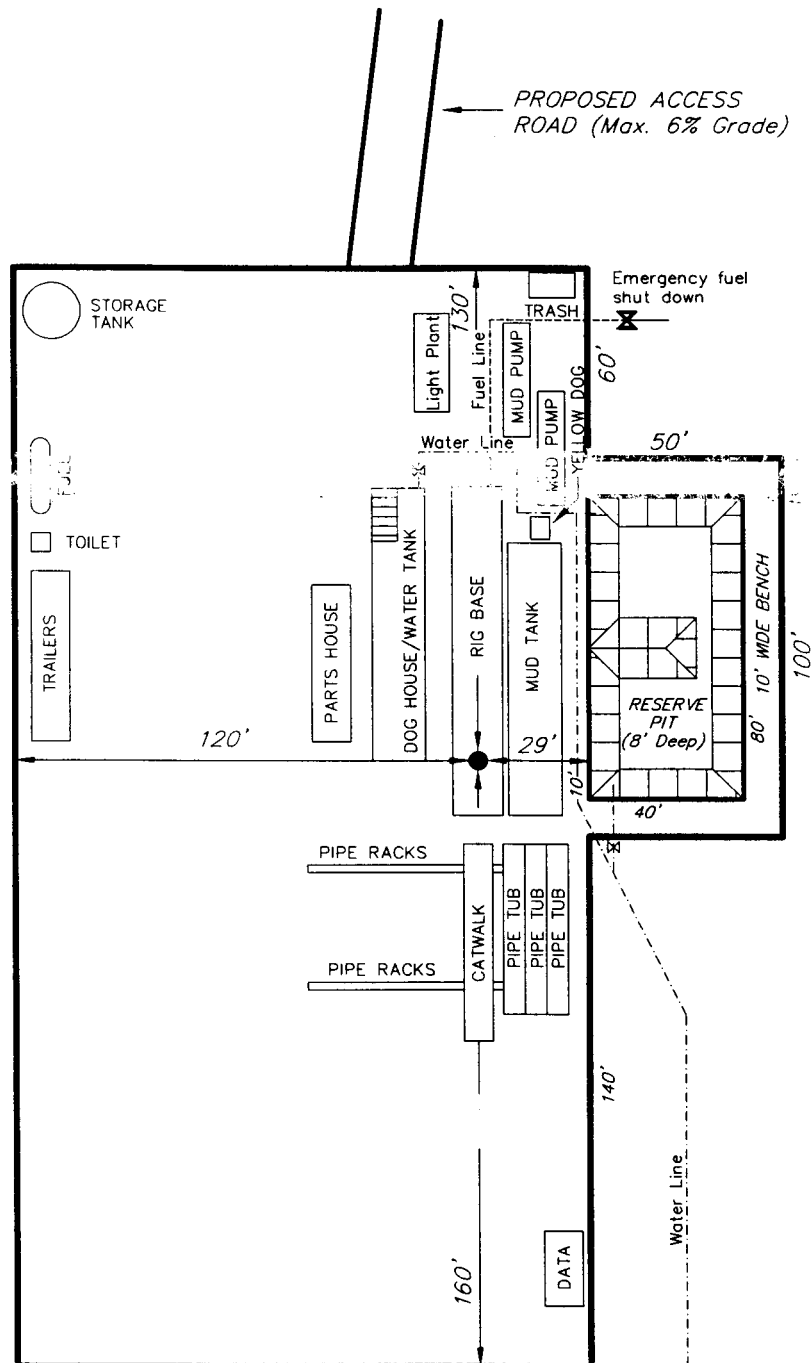 PROPOSED ACCESS
ROAD (Max. 6% Grade)
Emergency fuel
shut down
STORAGE
TANK
TRASH
130'
Light Plant
Fuel Line
MUD PUMP
60'
MUD PUMP
YELLOW DOG
Water Line
50'
FUEL
TOILET
TRAILERS
PARTS HOUSE
DOG HOUSE/WATER TANK
RIG BASE
MUD TANK
RESERVE
PIT
(8' Deep)
80'
10' WIDE BENCH
100'
120'
29'
10'
40'
PIPE RACKS
PIPE RACKS
CATWALK
PIPE TUB
PIPE TUB
PIPE TUB
140'
Water Line
DATA
160'